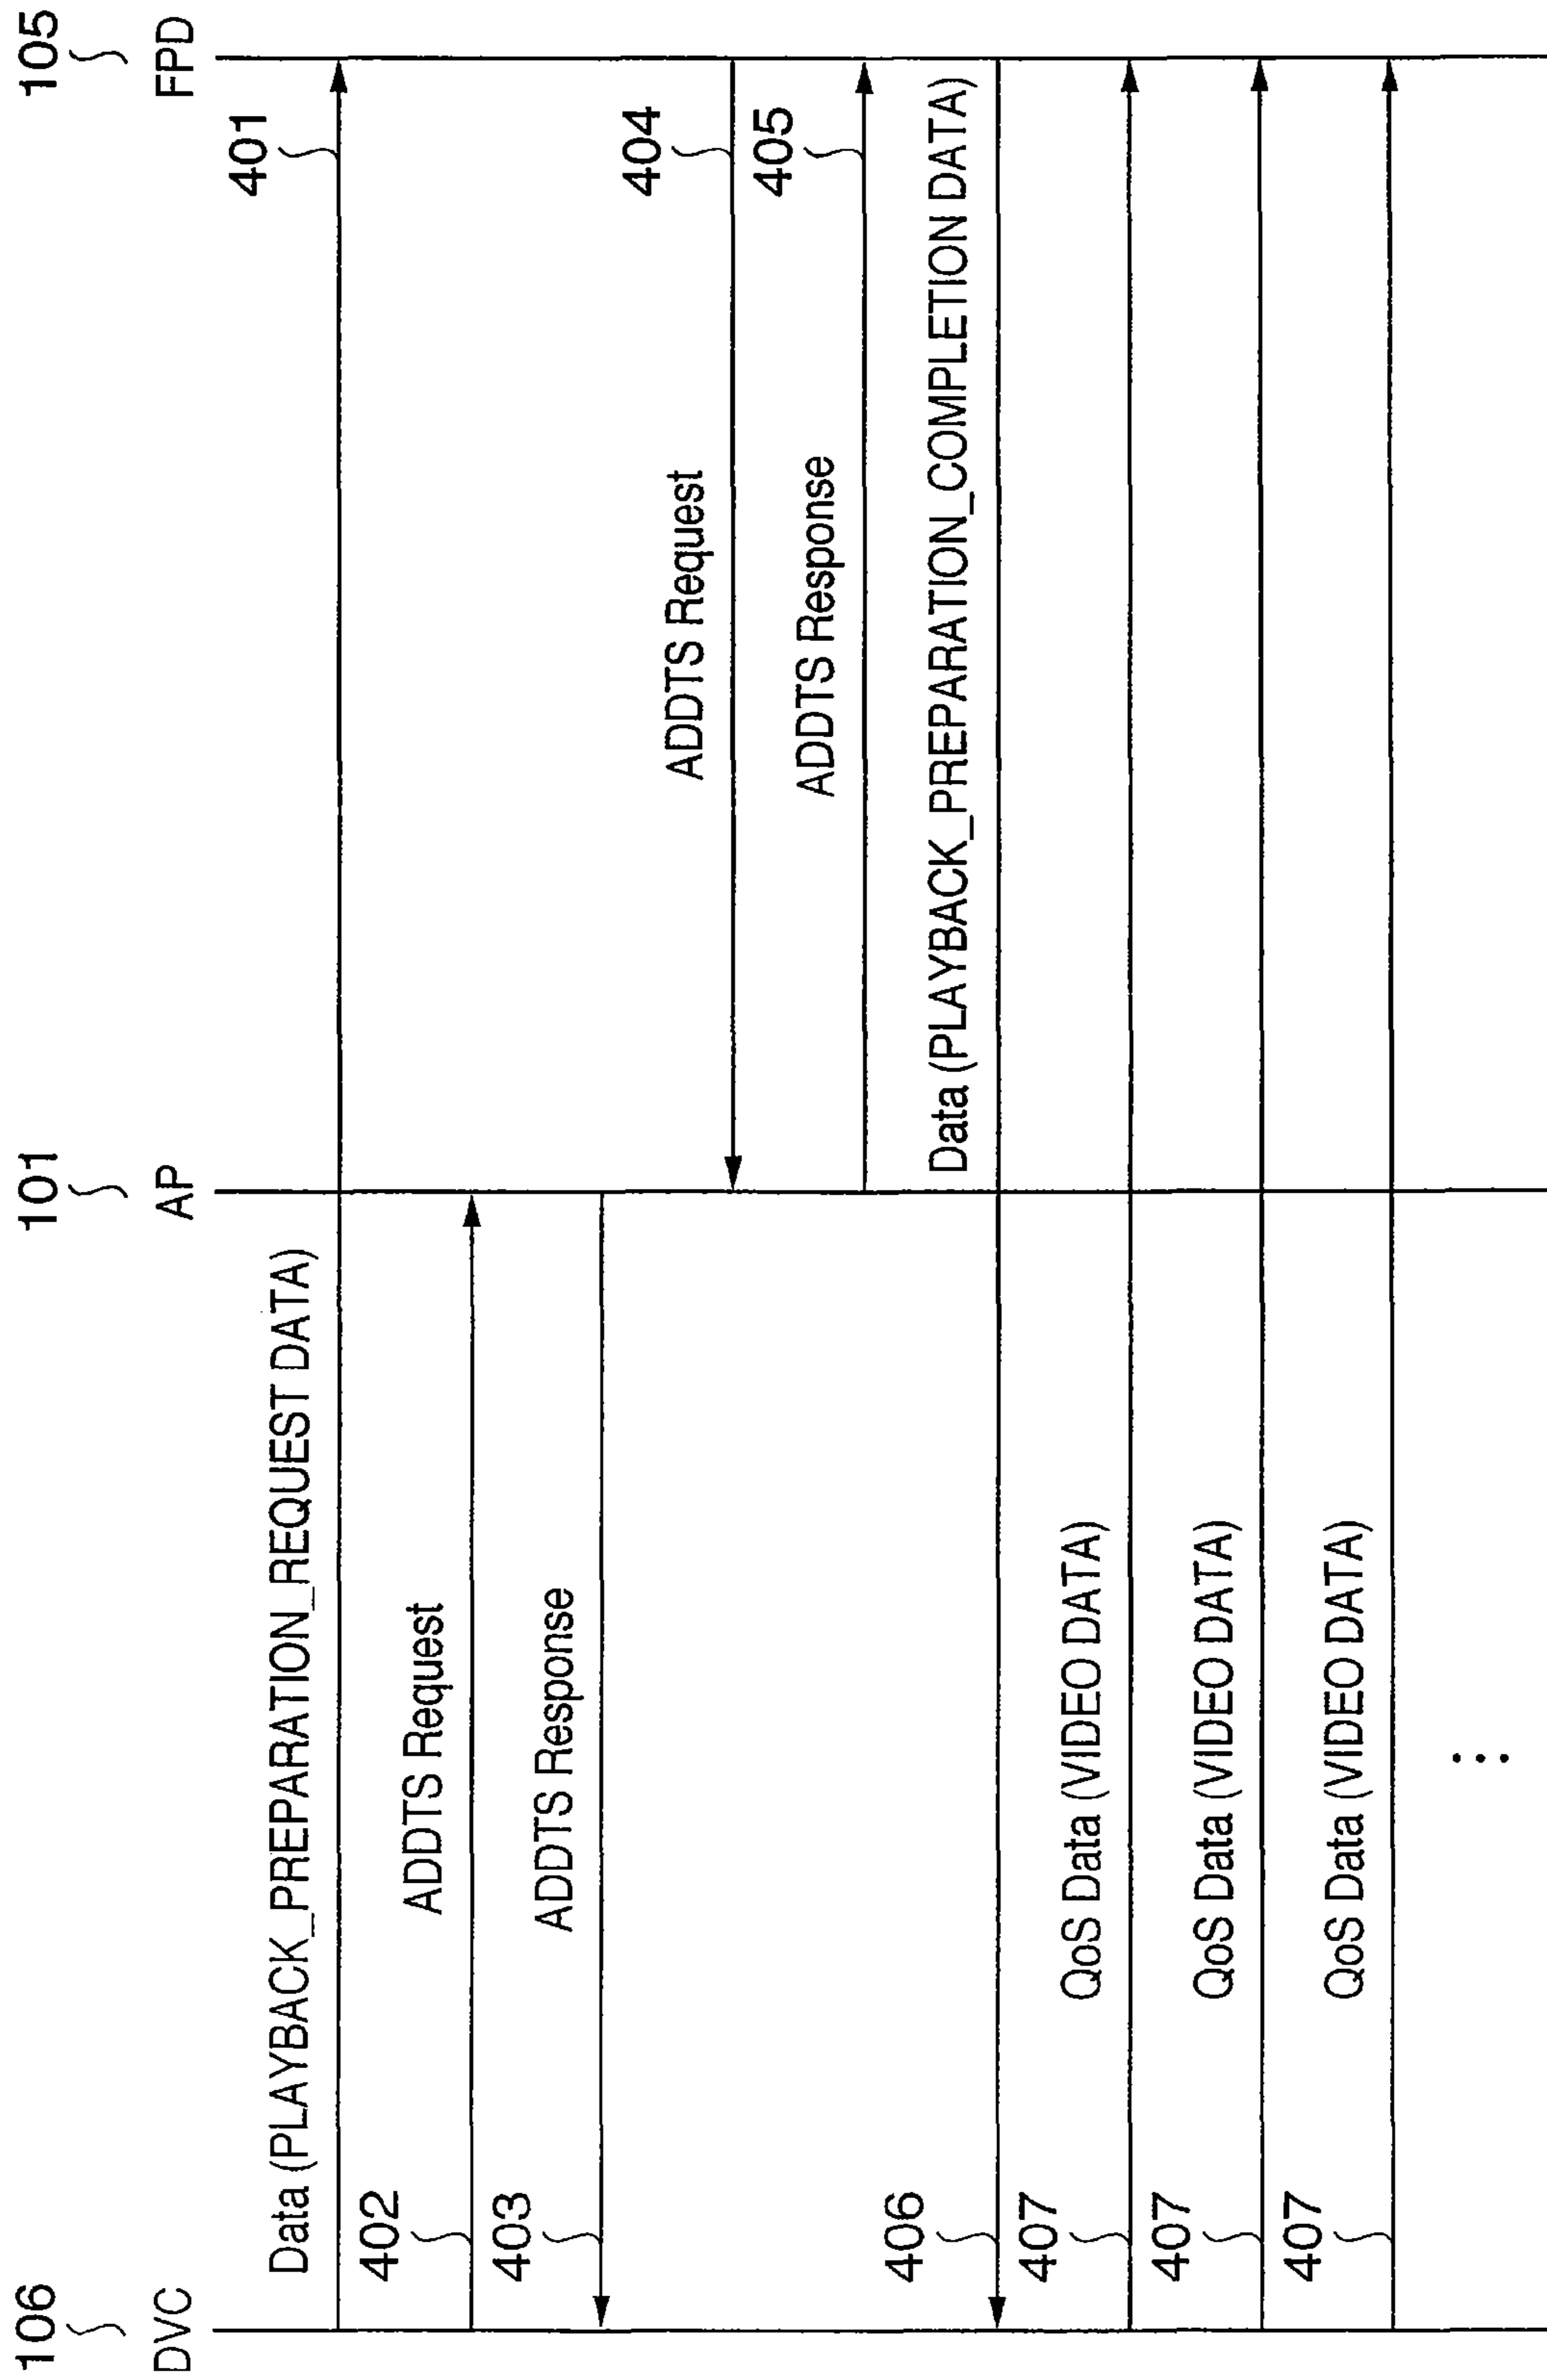 106
101
105
DVC
AP
FPD
401
Data (PLAYBACK_PREPARATION_REQUEST DATA)
402
ADDTS Request
403
ADDTS Response
404
ADDTS Request
405
ADDTS Response
406
Data (PLAYBACK_PREPARATION_COMPLETION DATA)
407
QoS Data (VIDEO DATA)
407
QoS Data (VIDEO DATA)
407
QoS Data (VIDEO DATA)
...